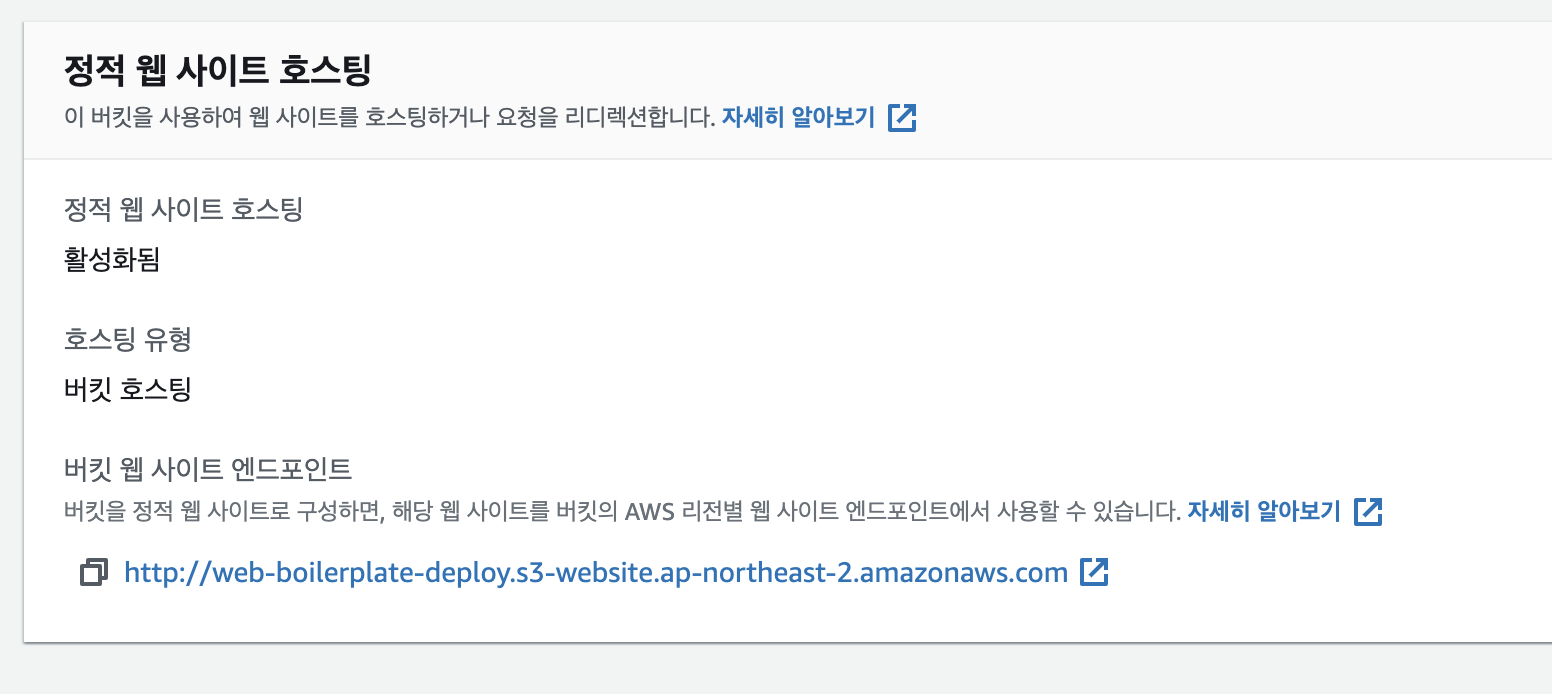 정적 웹 사이트 호스팅
이 버킷을 사용하여 웹 사이트를 호스팅하거나 요청을 리디렉션합니다. 자세히 알아보기
정적 웹 사이트 호스팅
활성화됨
호스팅 유형
버킷 호스팅
버킷 웹 사이트 엔드포인트
버킷을 정적 웹 사이트로 구성하면, 해당 웹 사이트를 버킷의 AWS 리전별 웹 사이트 엔드포인트에서 사용할 수 있습니다. 자세히 알아보기
http://web-boilerplate-deploy.s3-website.ap-northeast-2.amazonaws.com